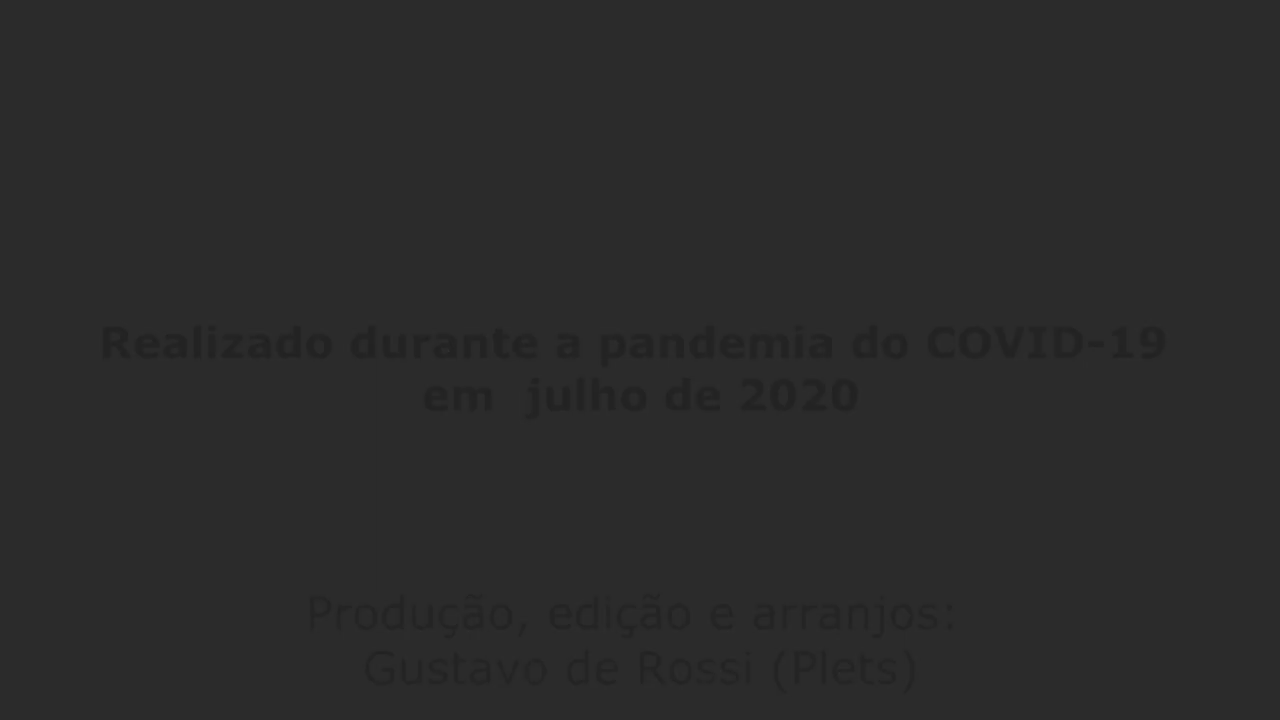 Realizado durante a pandemia do COVID-19
em julho de 2020
Produção, edição e arranjos:
Gustavo de Rossi (Plets)